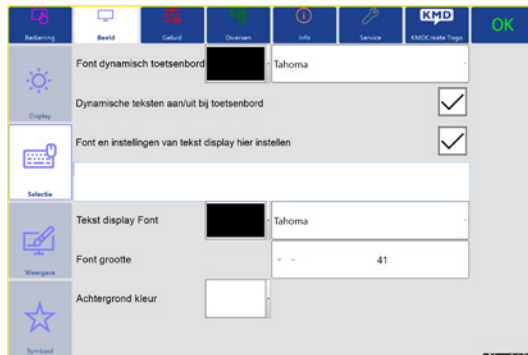 Bediening Beeld Geluid Diversen Info Service KMD KMDCreate Togo OK
Font dynamisch toetsenbord Tahoma
Display
Dynamische teksten aan/uit bij toetsenbord
Font en instellingen van tekst display hier instellen
Selectie
Tekst display Font Tahoma
Weergave
Font grootte - - 41
Achtergrond kleur
Symbool